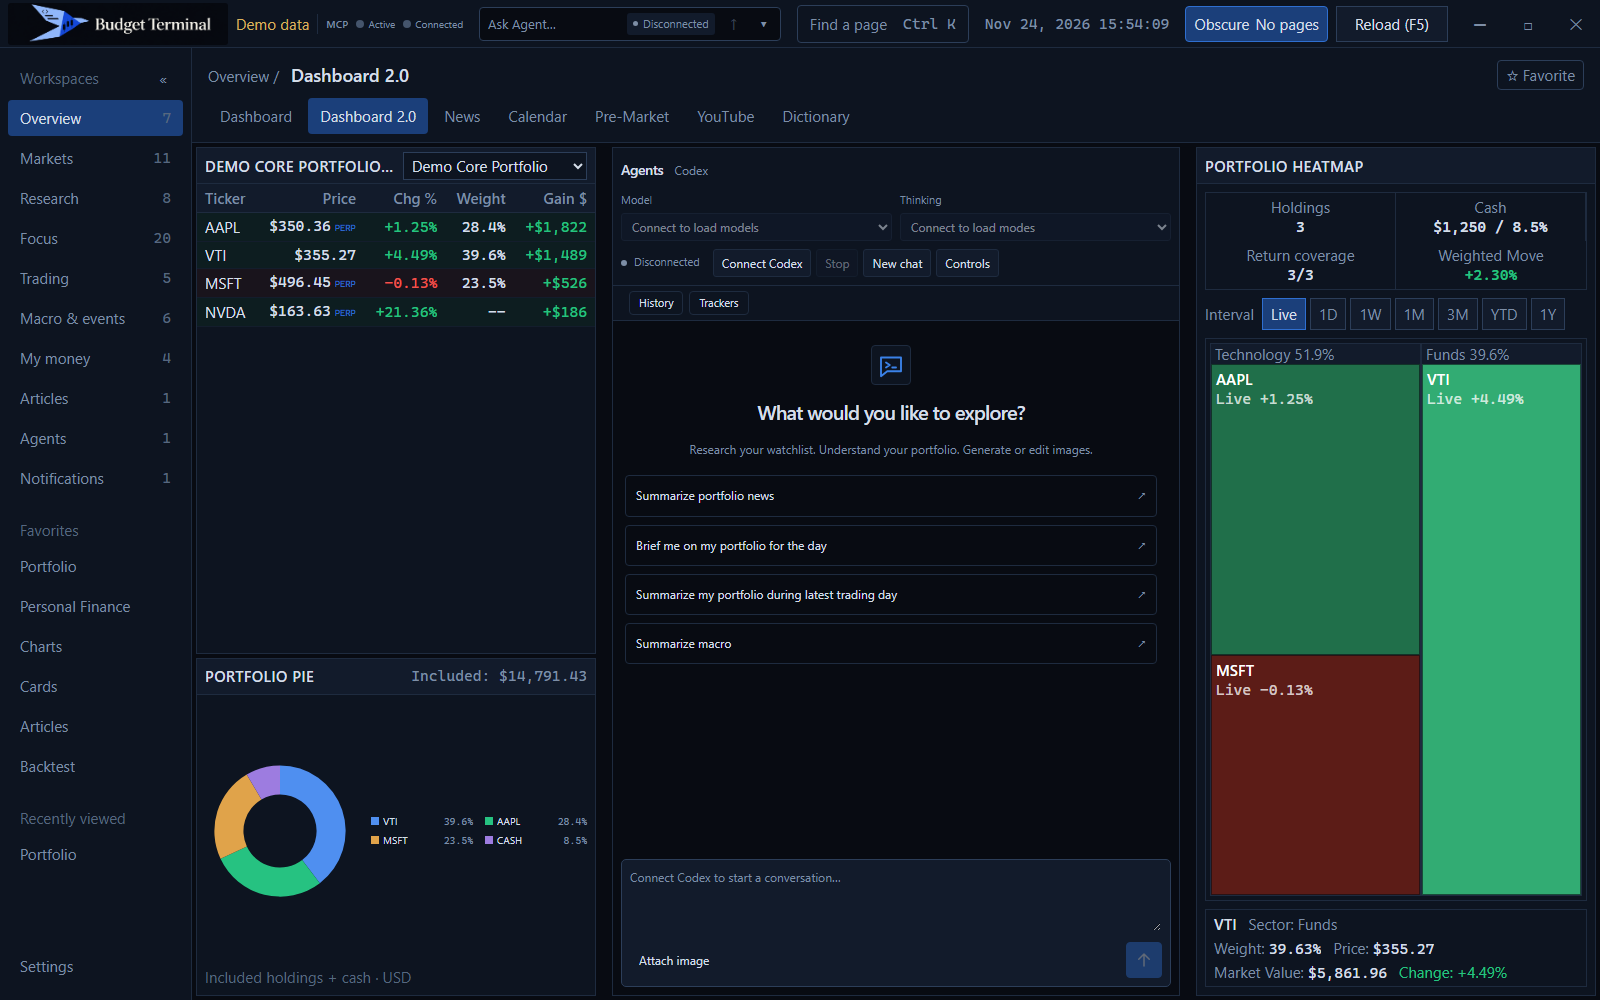 Budget Terminal
Demo data
MCP Active Connected
Ask Agent... Disconnected ↑ ▾
Find a page Ctrl K
Nov 24, 2026 15:54:09
Obscure No pages
Reload (F5)
Workspaces «
Overview 7
Markets 11
Research 8
Focus 20
Trading 5
Macro & events 6
My money 4
Articles 1
Agents 1
Notifications 1
Favorites
Portfolio
Personal Finance
Charts
Cards
Articles
Backtest
Recently viewed
Portfolio
Settings
Overview / Dashboard 2.0
☆ Favorite
Dashboard Dashboard 2.0 News Calendar Pre-Market YouTube Dictionary
DEMO CORE PORTFOLIO... Demo Core Portfolio
Ticker Price Chg % Weight Gain $
AAPL $350.36 PERP +1.25% 28.4% +$1,822
VTI $355.27 +4.49% 39.6% +$1,489
MSFT $496.45 PERP −0.13% 23.5% +$526
NVDA $163.63 PERP +21.36% −− +$186
PORTFOLIO PIE Included: $14,791.43
VTI 39.6% AAPL 28.4%
MSFT 23.5% CASH 8.5%
Included holdings + cash · USD
Agents Codex
Model Thinking
Connect to load models Connect to load modes
Disconnected Connect Codex Stop New chat Controls
History Trackers
What would you like to explore?
Research your watchlist. Understand your portfolio. Generate or edit images.
Summarize portfolio news ↗
Brief me on my portfolio for the day ↗
Summarize my portfolio during latest trading day ↗
Summarize macro ↗
Connect Codex to start a conversation...
Attach image ↑
PORTFOLIO HEATMAP
Holdings Cash
3 $1,250 / 8.5%
Return coverage Weighted Move
3/3 +2.30%
Interval Live 1D 1W 1M 3M YTD 1Y
Technology 51.9% Funds 39.6%
AAPL
Live +1.25%
VTI
Live +4.49%
MSFT
Live −0.13%
VTI Sector: Funds
Weight: 39.63% Price: $355.27
Market Value: $5,861.96 Change: +4.49%